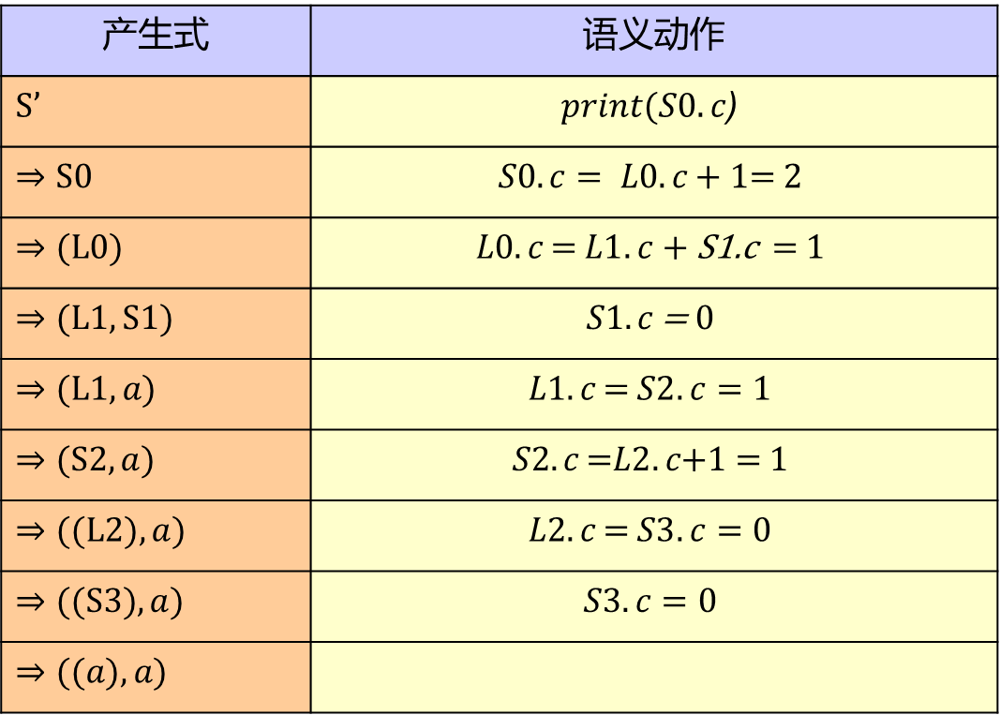 产生式 语义动作
S’ print(S0.c)
⇒ S0 S0.c = L0.c + 1= 2
⇒ (L0) L0.c = L1.c + S1.c = 1
⇒ (L1, S1) S1.c = 0
⇒ (L1, a) L1.c = S2.c = 1
⇒ (S2, a) S2.c =L2.c+1 = 1
⇒ ((L2), a) L2.c = S3.c = 0
⇒ ((S3), a) S3.c = 0
⇒ ((a), a)